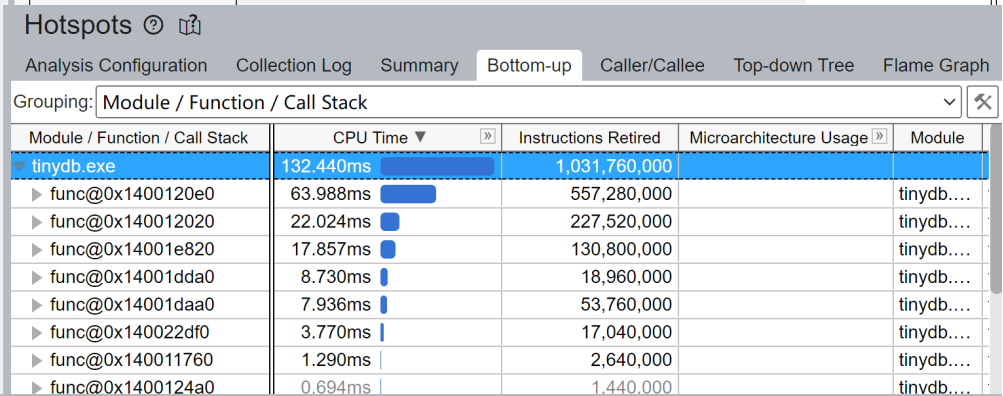 Hotspots
Analysis Configuration Collection Log Summary Bottom-up Caller/Callee Top-down Tree Flame Graph
Grouping: Module / Function / Call Stack
Module / Function / Call Stack CPU Time ▼ » Instructions Retired Microarchitecture Usage » Module
tinydb.exe 132.440ms 1,031,760,000
func@0x1400120e0 63.988ms 557,280,000 tinydb....
func@0x140012020 22.024ms 227,520,000 tinydb....
func@0x14001e820 17.857ms 130,800,000 tinydb....
func@0x14001dda0 8.730ms 18,960,000 tinydb....
func@0x14001daa0 7.936ms 53,760,000 tinydb....
func@0x140022df0 3.770ms 17,040,000 tinydb....
func@0x140011760 1.290ms 2,640,000 tinydb....
func@0x1400124a0 0.694ms 1,440,000 tinydb....